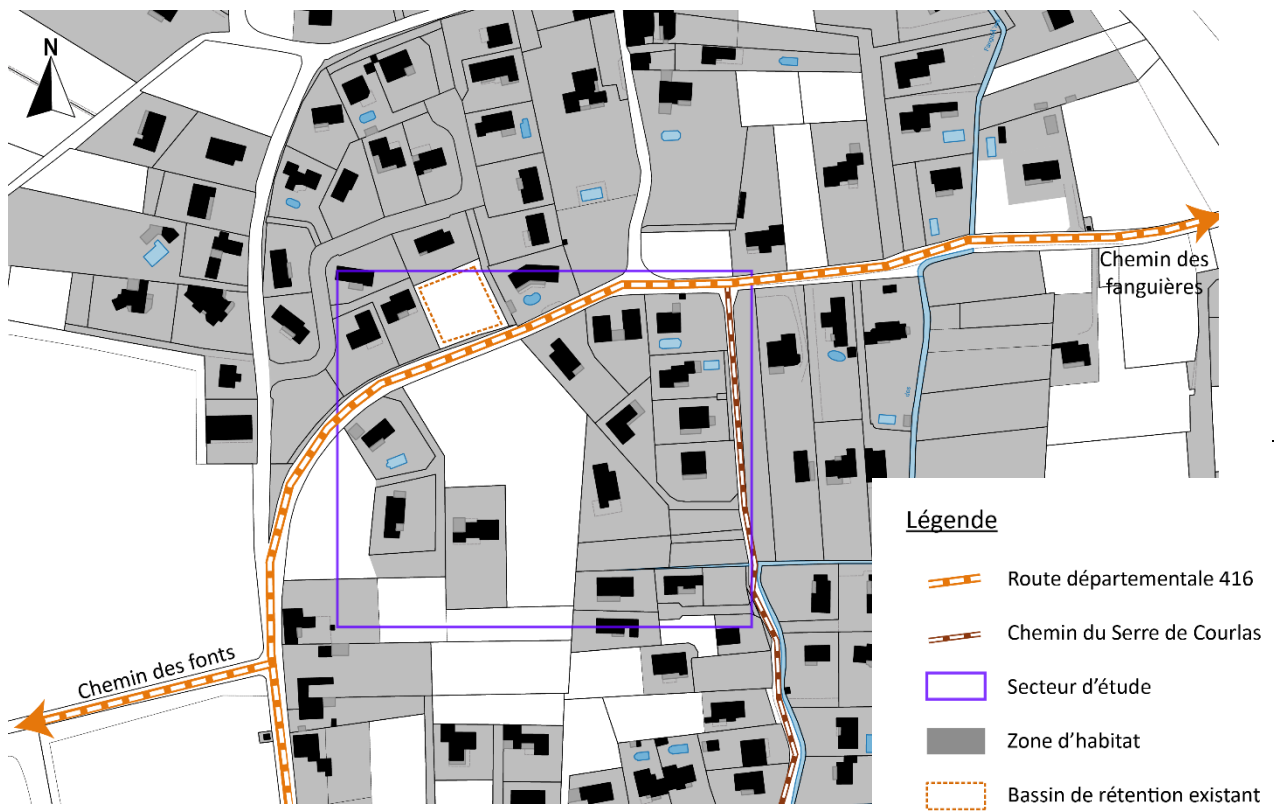 N
Chemin des
fanguières
Chemin des fonts
Légende
Route départementale 416
Chemin du Serre de Courlas
Secteur d'étude
Zone d'habitat
Bassin de rétention existant